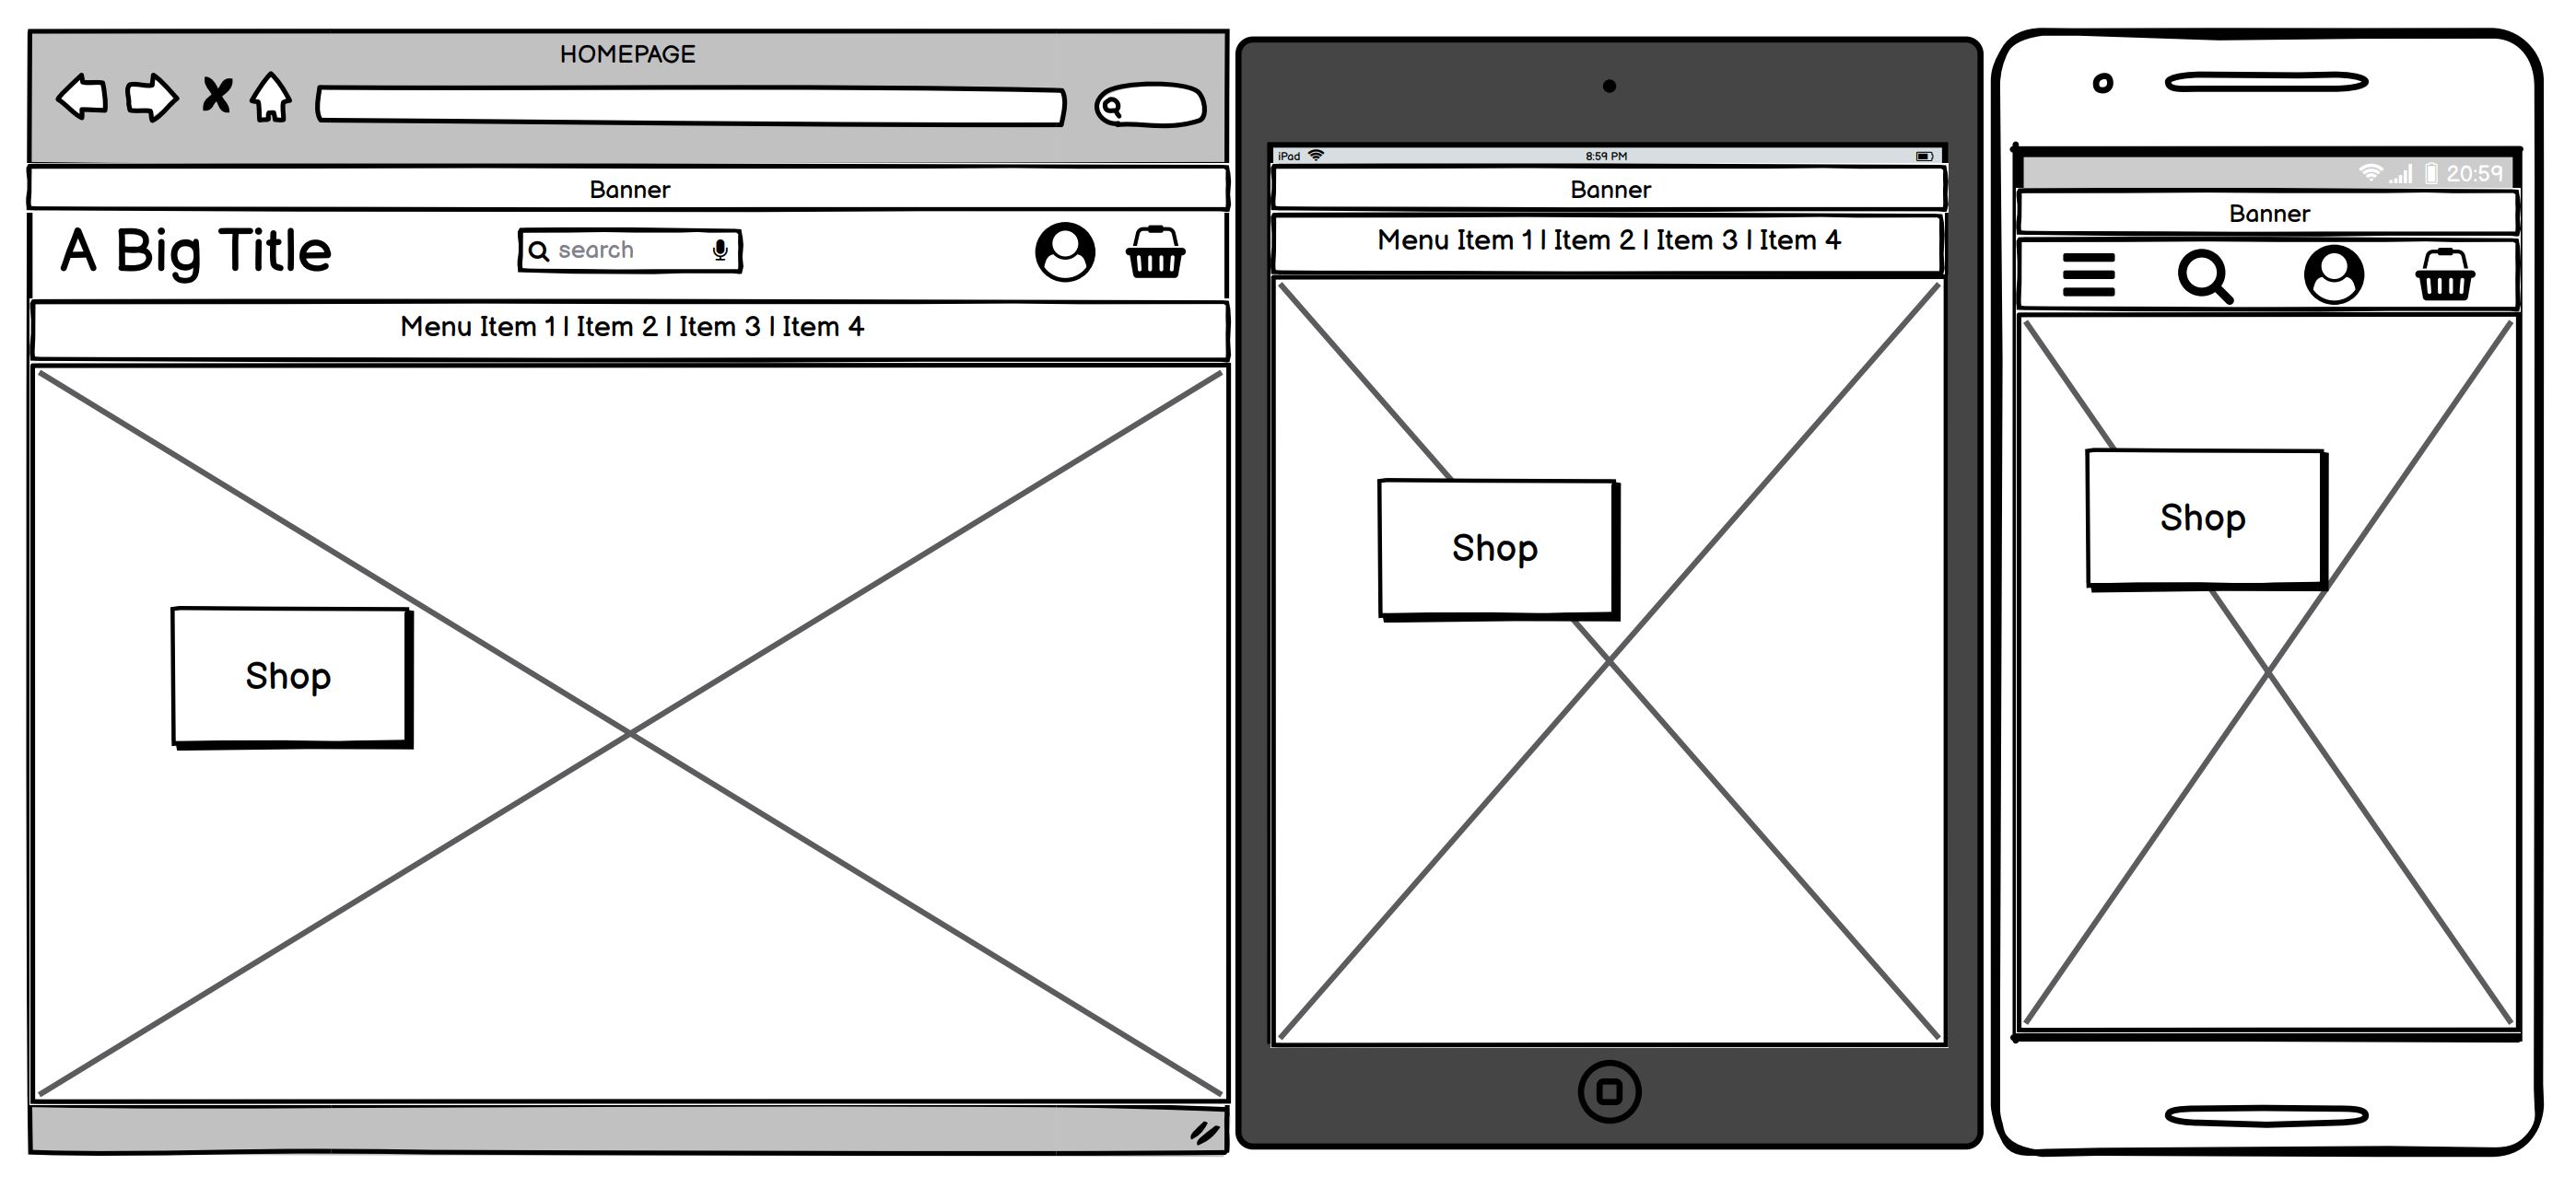 HOMEPAGE
Banner
A Big Title
search
Menu Item 1 | Item 2 | Item 3 | Item 4
Shop
iPad
8:59 PM
Banner
Menu Item 1 | Item 2 | Item 3 | Item 4
Shop
20:59
Banner
Shop